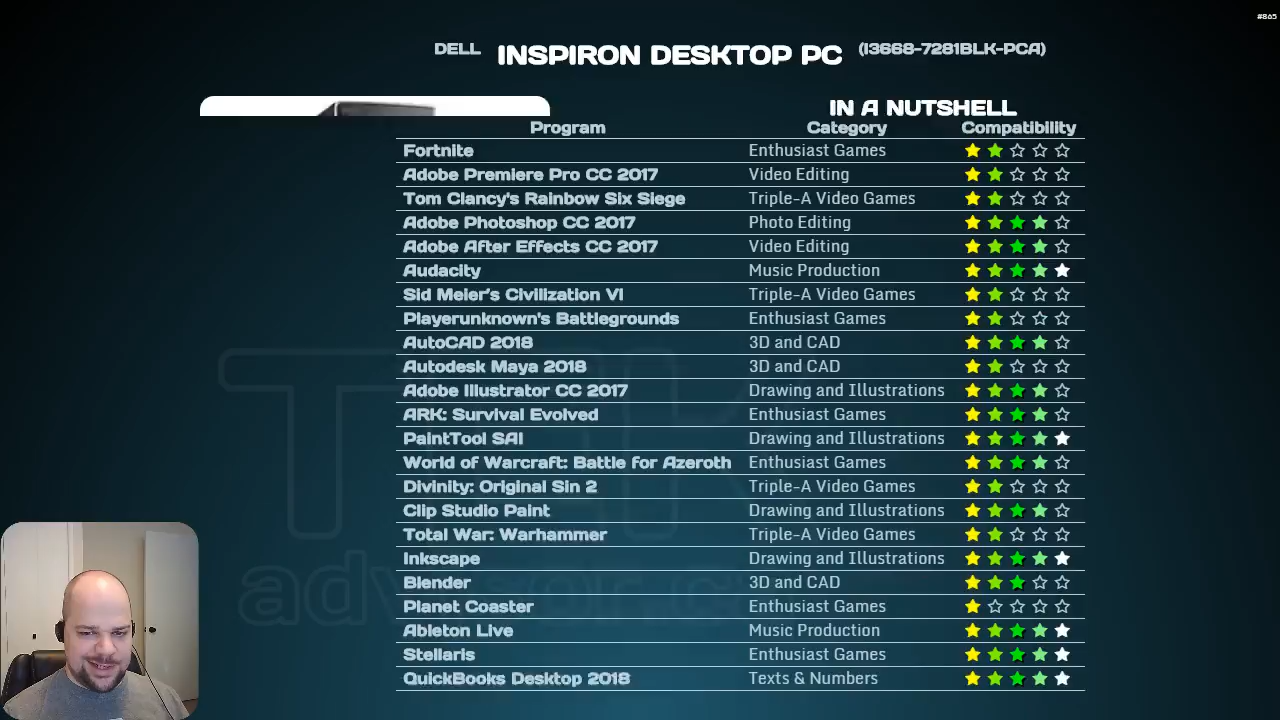 #865
DELL INSPIRON DESKTOP PC (I3668-7281BLK-PCA)
IN A NUTSHELL
Program Category Compatibility
Fortnite Enthusiast Games
Adobe Premiere Pro CC 2017 Video Editing
Tom Clancy's Rainbow Six Siege Triple-A Video Games
Adobe Photoshop CC 2017 Photo Editing
Adobe After Effects CC 2017 Video Editing
Audacity Music Production
Sid Meier's Civilization VI Triple-A Video Games
Playerunknown's Battlegrounds Enthusiast Games
AutoCAD 2018 3D and CAD
Autodesk Maya 2018 3D and CAD
Adobe Illustrator CC 2017 Drawing and Illustrations
ARK: Survival Evolved Enthusiast Games
PaintTool SAI Drawing and Illustrations
World of Warcraft: Battle for Azeroth Enthusiast Games
Divinity: Original Sin 2 Triple-A Video Games
Clip Studio Paint Drawing and Illustrations
Total War: Warhammer Triple-A Video Games
Inkscape Drawing and Illustrations
Blender 3D and CAD
Planet Coaster Enthusiast Games
Ableton Live Music Production
Stellaris Enthusiast Games
QuickBooks Desktop 2018 Texts & Numbers